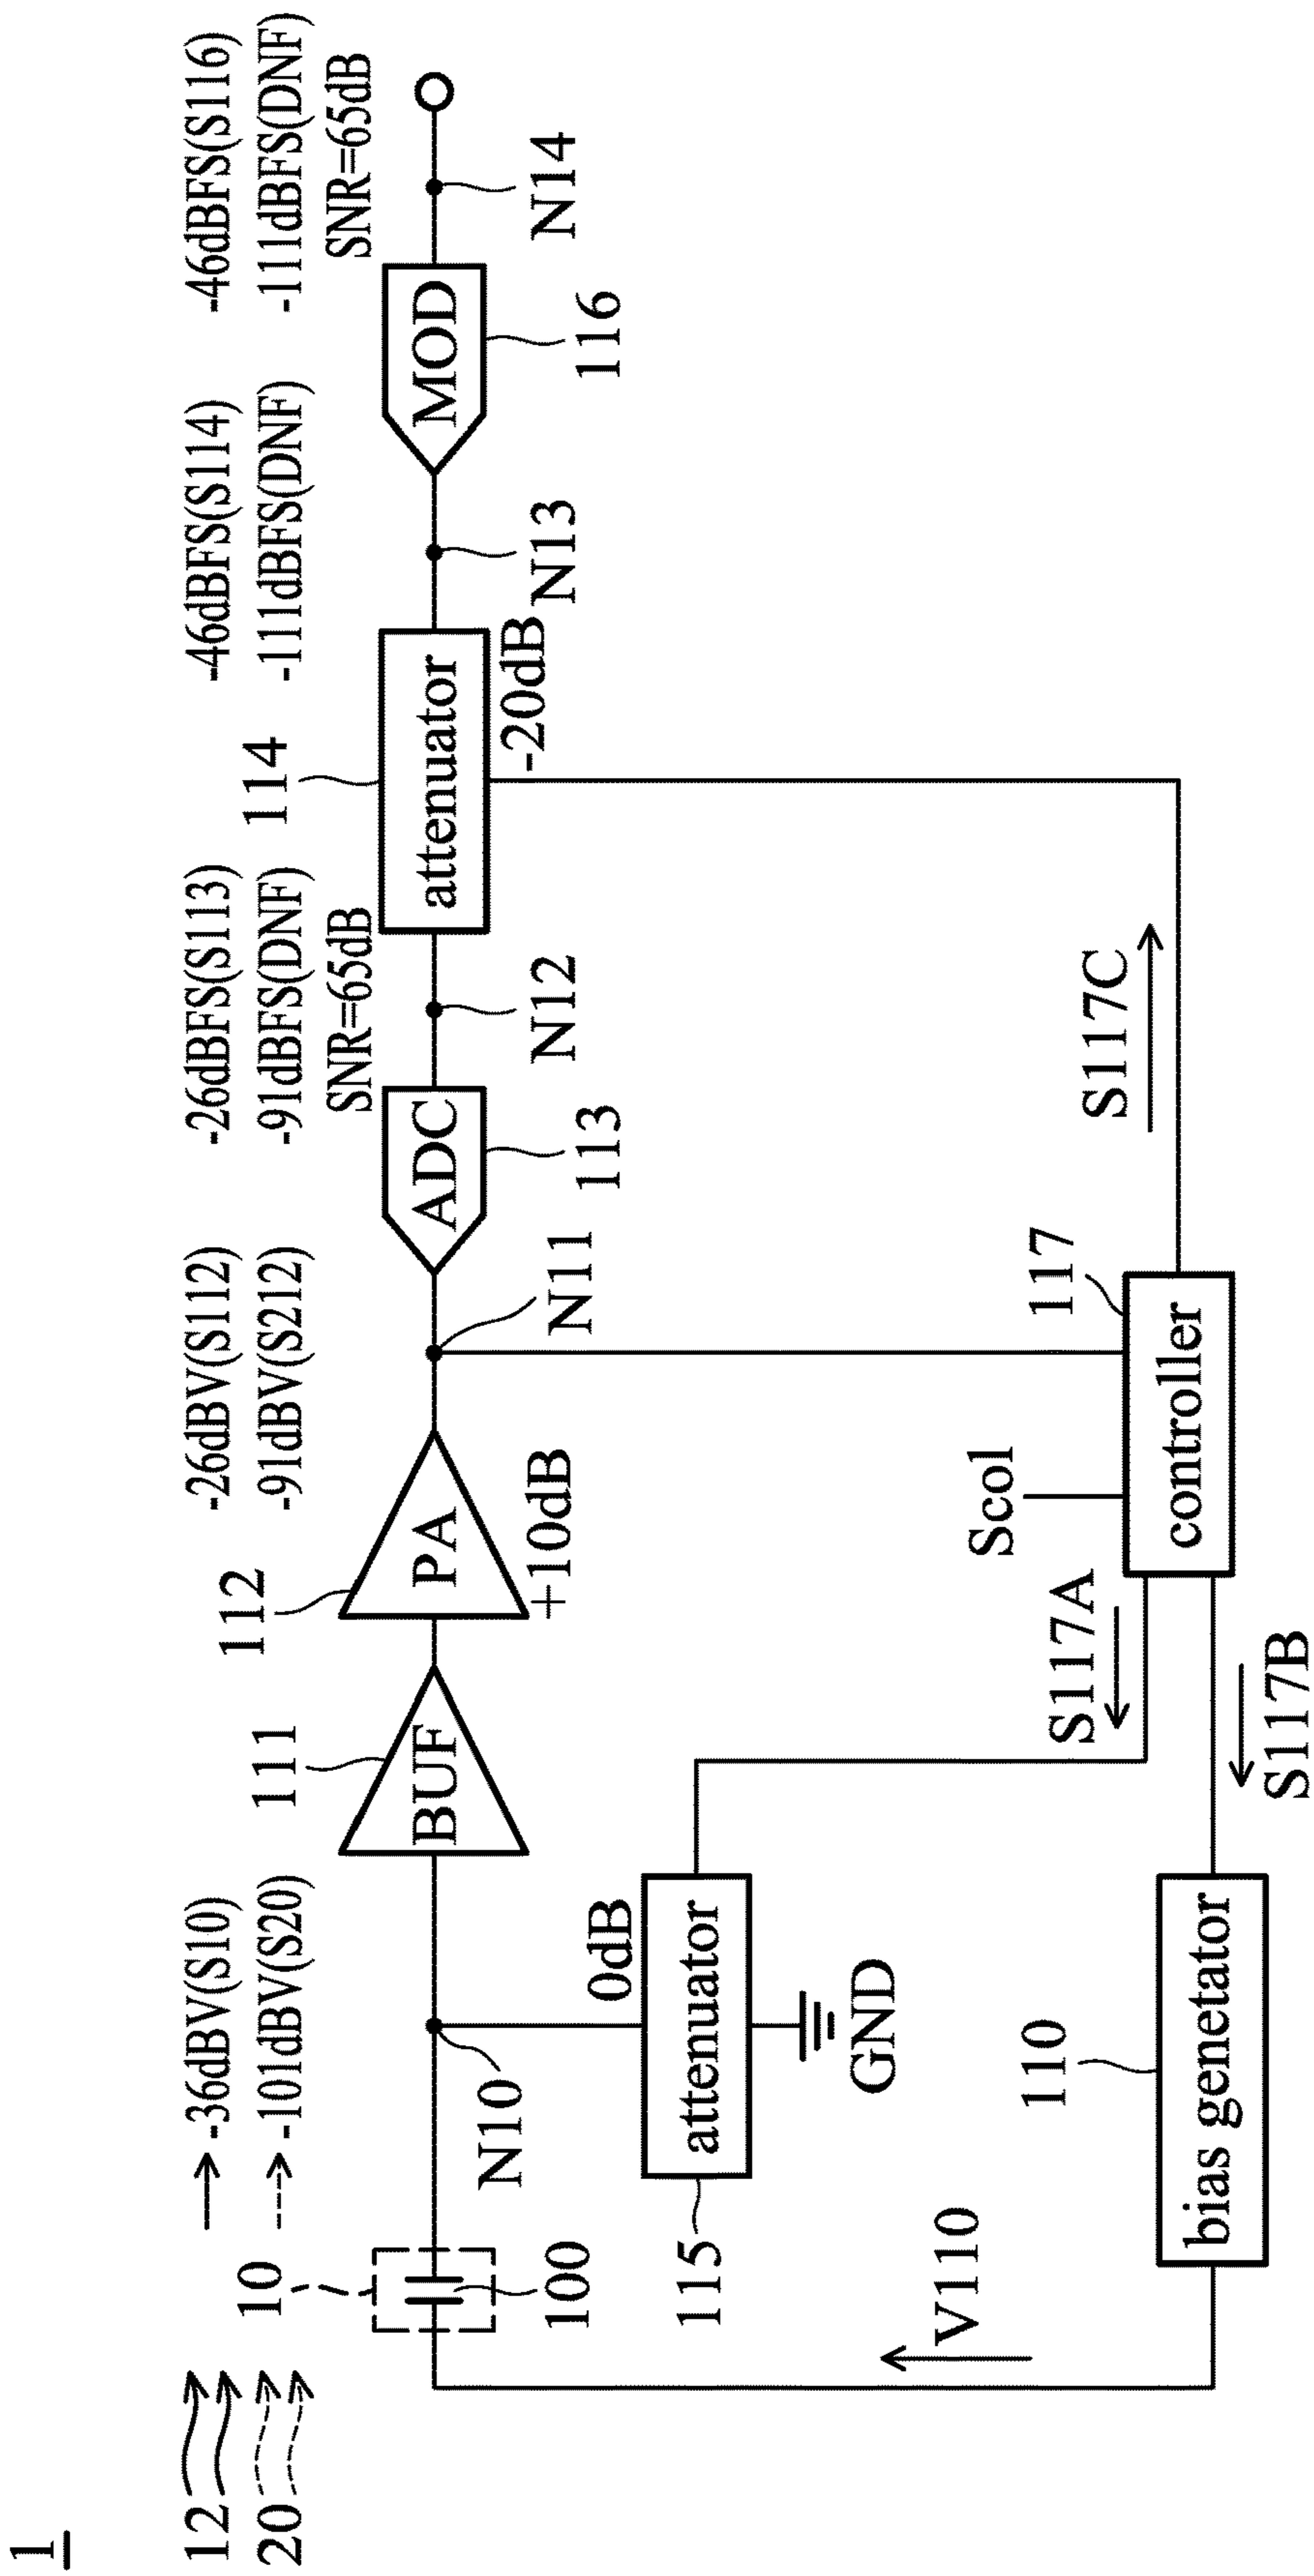 1
12
20
10
-36dBV(S10)
-101dBV(S20)
111
112
-26dBV(S112)
-91dBV(S212)
-26dBFS(S113)
-91dBFS(DNF)
SNR=65dB
114
-46dBFS(S114)
-111dBFS(DNF)
-46dBFS(S116)
-111dBFS(DNF)
SNR=65dB
BUF
PA
ADC
attenuator
MOD
100
N10
+10dB
N11
113
N12
-20dB
N13
116
N14
0dB
attenuator
115
GND
V110
110
bias genetator
S117A
S117B
Scol
117
controller
S117C